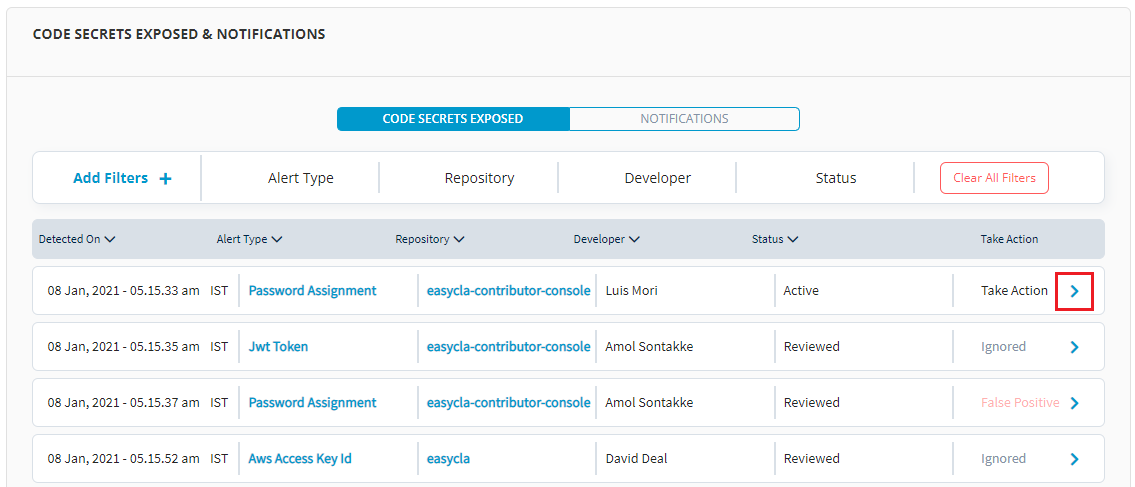 CODE SECRETS EXPOSED & NOTIFICATIONS
CODE SECRETS EXPOSED NOTIFICATIONS
Add Filters + Alert Type Repository Developer Status Clear All Filters
Detected On Alert Type Repository Developer Status Take Action
08 Jan, 2021 - 05.15.33 am IST Password Assignment easycla-contributor-console Luis Mori Active Take Action
08 Jan, 2021 - 05.15.35 am IST Jwt Token easycla-contributor-console Amol Sontakke Reviewed Ignored
08 Jan, 2021 - 05.15.37 am IST Password Assignment easycla-contributor-console Amol Sontakke Reviewed False Positive
08 Jan, 2021 - 05.15.52 am IST Aws Access Key Id easycla David Deal Reviewed Ignored